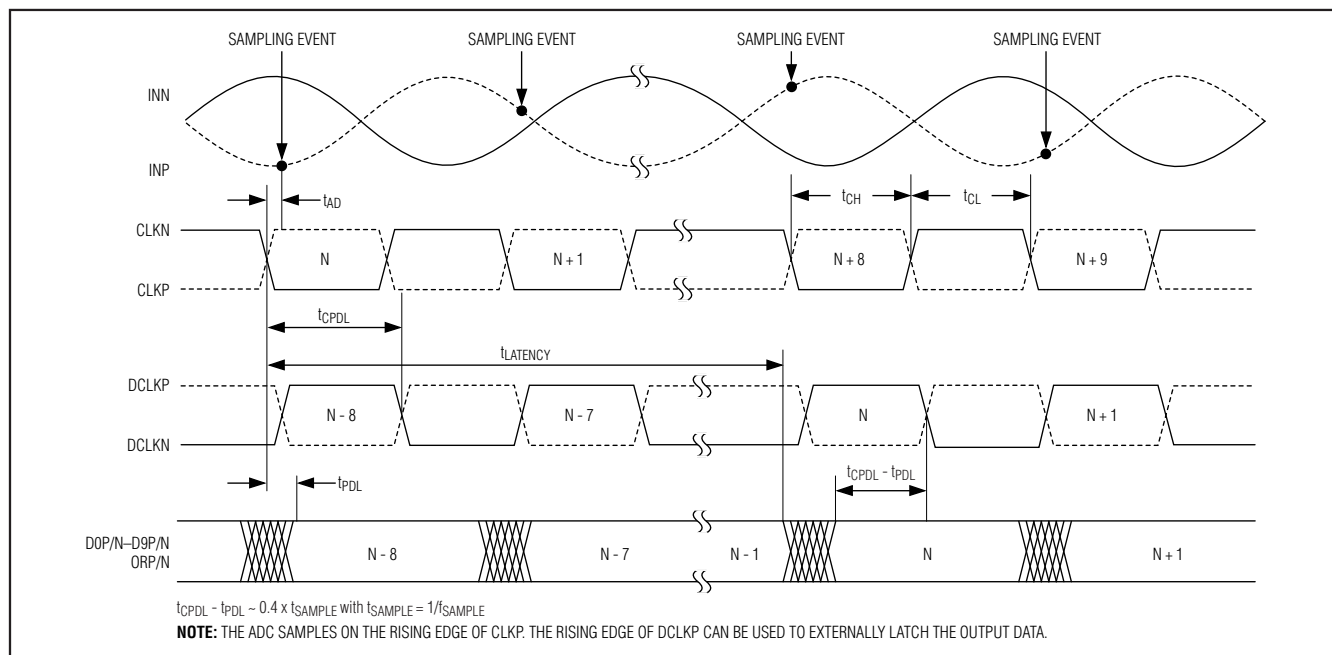 SAMPLING EVENT SAMPLING EVENT SAMPLING EVENT SAMPLING EVENT
INN
INP
tAD
tCH
tCL
CLKN
N
N + 1
N + 8
N + 9
CLKP
tCPDL
tLATENCY
DCLKP
N - 8
N - 7
N
N + 1
DCLKN
tCPDL - tPDL
tPDL
D0P/N–D9P/N
ORP/N
N - 8
N - 7
N - 1
N
N + 1
tCPDL - tPDL ~ 0.4 x tSAMPLE with tSAMPLE = 1/fSAMPLE
NOTE: THE ADC SAMPLES ON THE RISING EDGE OF CLKP. THE RISING EDGE OF DCLKP CAN BE USED TO EXTERNALLY LATCH THE OUTPUT DATA.